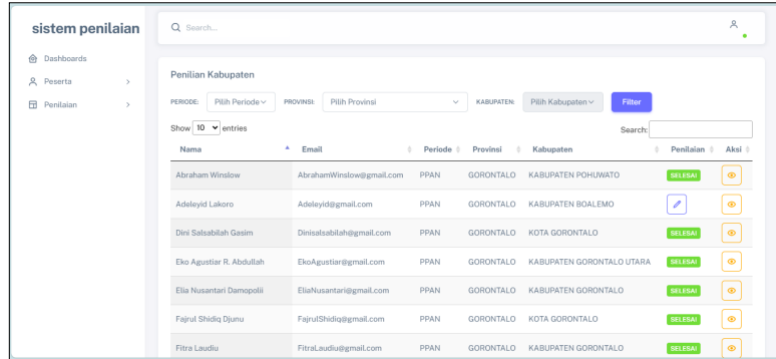 sistem penilaian
Search...
Dashboards
Peserta
Penilaian
Penilian Kabupaten
PERIODE: Pilih Periode PROVINSI: Pilih Provinsi KABUPATEN: Pilih Kabupaten Filter
Show 10 entries Search:
Nama Email Periode Provinsi Kabupaten Penilaian Aksi
Abraham Winslow AbrahamWinslow@gmail.com PPAN GORONTALO KABUPATEN POHUWATO SELESAI
Adeleyid Lakoro Adeleyid@gmail.com PPAN GORONTALO KABUPATEN BOALEMO
Dini Salsabilah Gasim Dinisalsabilah@gmail.com PPAN GORONTALO KOTA GORONTALO SELESAI
Eko Agustiar R. Abdullah EkoAgustiar@gmail.com PPAN GORONTALO KABUPATEN GORONTALO UTARA SELESAI
Elia Nusantari Damopolii EliaNusantari@gmail.com PPAN GORONTALO KABUPATEN GORONTALO SELESAI
Fajrul Shidiq Djunu FajrulShidiq@gmail.com PPAN GORONTALO KOTA GORONTALO SELESAI
Fitra Laudiu FitraLaudiu@gmail.com PPAN GORONTALO KABUPATEN GORONTALO SELESAI